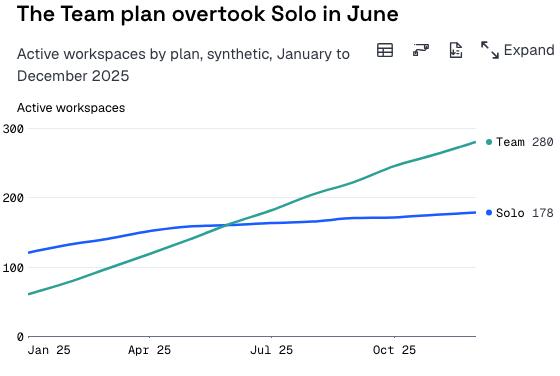 The Team plan overtook Solo in June
Active workspaces by plan, synthetic, January to
December 2025
Expand
Active workspaces
300
200
100
0
Team 280
Solo 178
Jan 25
Apr 25
Jul 25
Oct 25